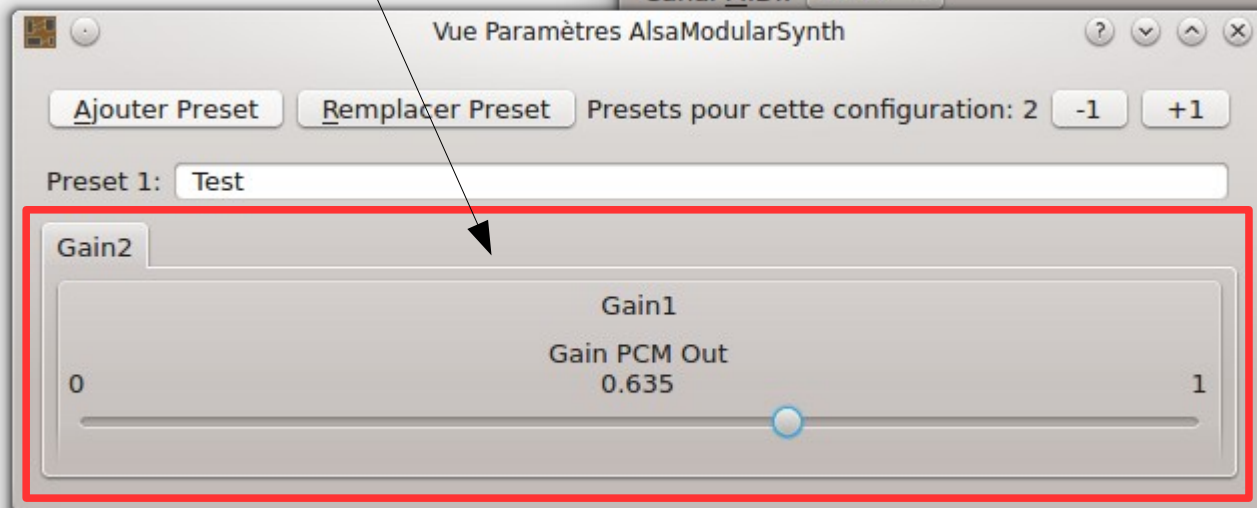 Vue Paramètres AlsaModularSynth
Ajouter Preset Remplacer Preset Presets pour cette configuration: 2 -1 +1
Preset 1: Test
Gain2
Gain1
Gain PCM Out
0 0.635 1